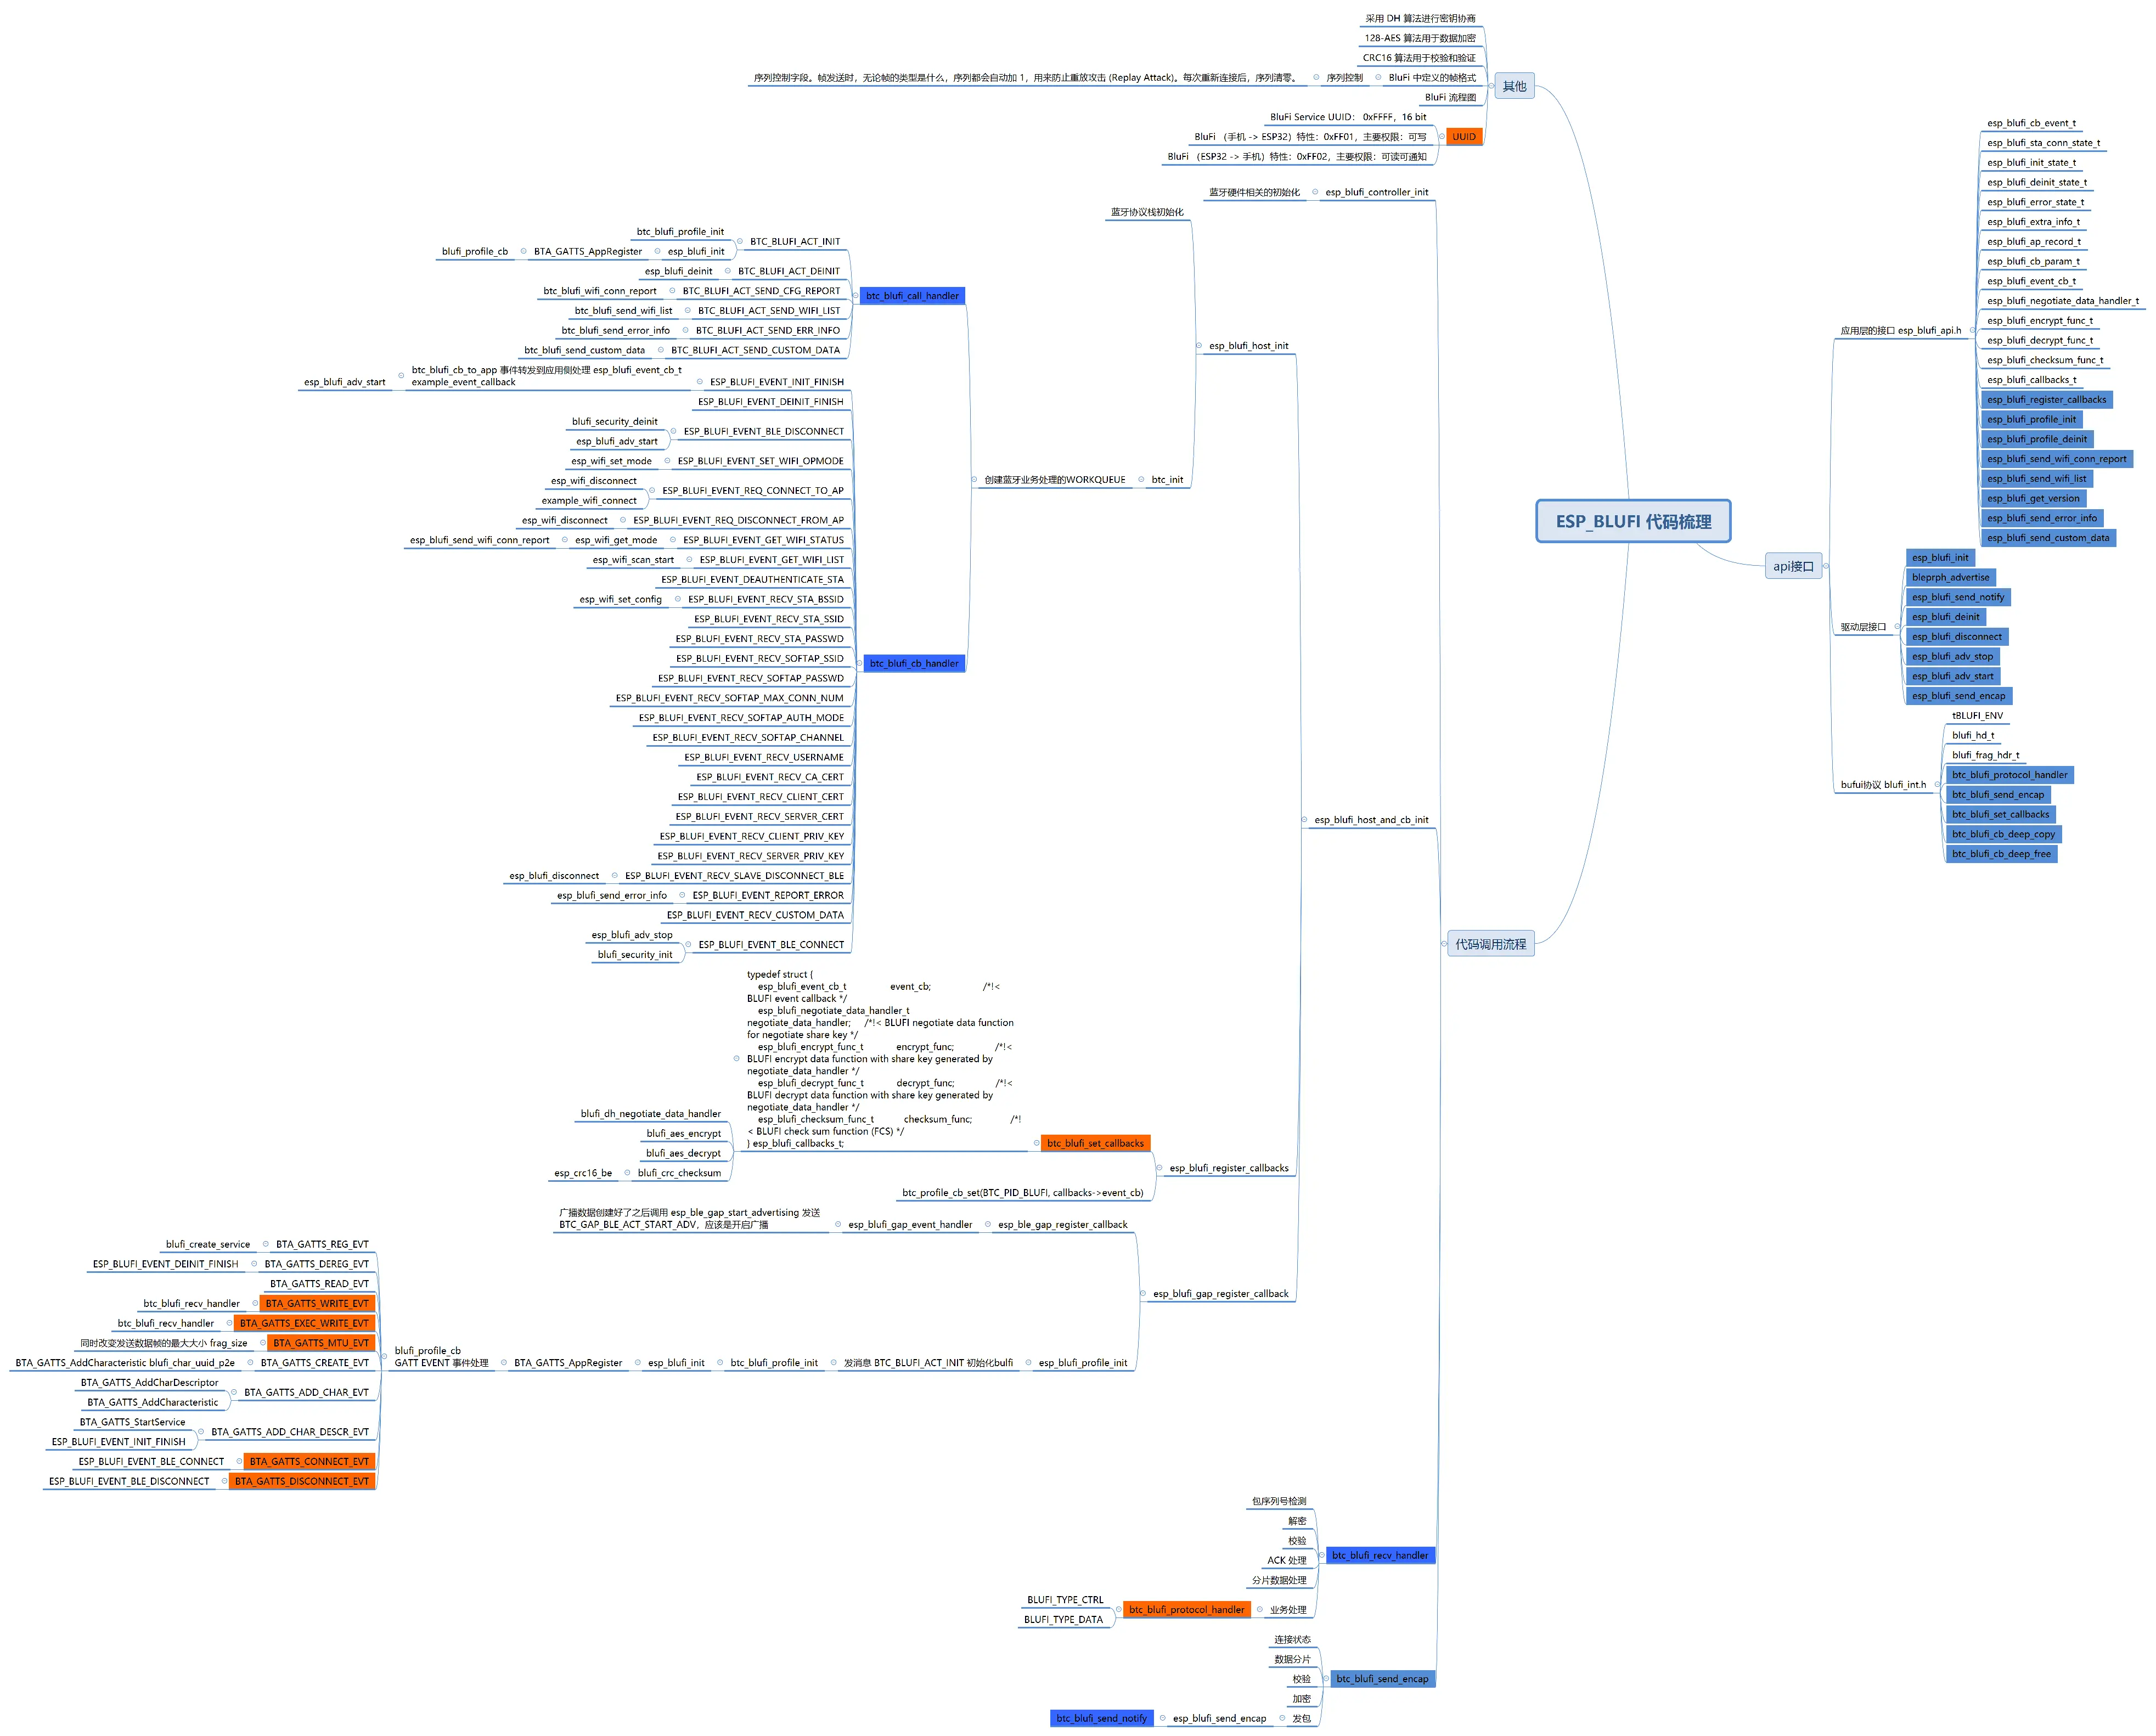 ESP_BLUFI 代码梳理
api接口
应用层的接口 esp_blufi_api.h
esp_blufi_cb_event_t
esp_blufi_sta_conn_state_t
esp_blufi_init_state_t
esp_blufi_deinit_state_t
esp_blufi_error_state_t
esp_blufi_extra_info_t
esp_blufi_ap_record_t
esp_blufi_cb_param_t
esp_blufi_event_cb_t
esp_blufi_negotiate_data_handler_t
esp_blufi_encrypt_func_t
esp_blufi_decrypt_func_t
esp_blufi_checksum_func_t
esp_blufi_callbacks_t
esp_blufi_register_callbacks
esp_blufi_profile_init
esp_blufi_profile_deinit
esp_blufi_send_wifi_conn_report
esp_blufi_send_wifi_list
esp_blufi_get_version
esp_blufi_send_error_info
esp_blufi_send_custom_data
驱动层接口
esp_blufi_init
bleprph_advertise
esp_blufi_send_notify
esp_blufi_deinit
esp_blufi_disconnect
esp_blufi_adv_stop
esp_blufi_adv_start
esp_blufi_send_encap
bufui协议 blufi_int.h
tBLUFI_ENV
blufi_hd_t
blufi_frag_hdr_t
btc_blufi_protocol_handler
btc_blufi_send_encap
btc_blufi_set_callbacks
btc_blufi_cb_deep_copy
btc_blufi_cb_deep_free
其他
采用 DH 算法进行密钥协商
128-AES 算法用于数据加密
CRC16 算法用于校验和验证
BluFi 中定义的帧格式
序列控制
序列控制字段。帧发送时，无论帧的类型是什么，序列都会自动加 1，用来防止重放攻击 (Replay Attack)。每次重新连接后，序列清零。
BluFi 流程图
UUID
BluFi Service UUID： 0xFFFF，16 bit
BluFi （手机 -> ESP32）特性：0xFF01，主要权限：可写
BluFi （ESP32 -> 手机）特性：0xFF02，主要权限：可读可通知
代码调用流程
esp_blufi_controller_init
蓝牙硬件相关的初始化
esp_blufi_host_and_cb_init
esp_blufi_host_init
蓝牙协议栈初始化
btc_init
创建蓝牙业务处理的WORKQUEUE
btc_blufi_call_handler
BTC_BLUFI_ACT_INIT
btc_blufi_profile_init
esp_blufi_init
BTA_GATTS_AppRegister
blufi_profile_cb
BTC_BLUFI_ACT_DEINIT
esp_blufi_deinit
BTC_BLUFI_ACT_SEND_CFG_REPORT
btc_blufi_wifi_conn_report
BTC_BLUFI_ACT_SEND_WIFI_LIST
btc_blufi_send_wifi_list
BTC_BLUFI_ACT_SEND_ERR_INFO
btc_blufi_send_error_info
BTC_BLUFI_ACT_SEND_CUSTOM_DATA
btc_blufi_send_custom_data
btc_blufi_cb_handler
ESP_BLUFI_EVENT_INIT_FINISH
btc_blufi_cb_to_app 事件转发到应用侧处理 esp_blufi_event_cb_t
example_event_callback
esp_blufi_adv_start
ESP_BLUFI_EVENT_DEINIT_FINISH
ESP_BLUFI_EVENT_BLE_DISCONNECT
blufi_security_deinit
esp_blufi_adv_start
ESP_BLUFI_EVENT_SET_WIFI_OPMODE
esp_wifi_set_mode
ESP_BLUFI_EVENT_REQ_CONNECT_TO_AP
esp_wifi_disconnect
example_wifi_connect
ESP_BLUFI_EVENT_REQ_DISCONNECT_FROM_AP
esp_wifi_disconnect
ESP_BLUFI_EVENT_GET_WIFI_STATUS
esp_wifi_get_mode
esp_blufi_send_wifi_conn_report
ESP_BLUFI_EVENT_GET_WIFI_LIST
esp_wifi_scan_start
ESP_BLUFI_EVENT_DEAUTHENTICATE_STA
ESP_BLUFI_EVENT_RECV_STA_BSSID
esp_wifi_set_config
ESP_BLUFI_EVENT_RECV_STA_SSID
ESP_BLUFI_EVENT_RECV_STA_PASSWD
ESP_BLUFI_EVENT_RECV_SOFTAP_SSID
ESP_BLUFI_EVENT_RECV_SOFTAP_PASSWD
ESP_BLUFI_EVENT_RECV_SOFTAP_MAX_CONN_NUM
ESP_BLUFI_EVENT_RECV_SOFTAP_AUTH_MODE
ESP_BLUFI_EVENT_RECV_SOFTAP_CHANNEL
ESP_BLUFI_EVENT_RECV_USERNAME
ESP_BLUFI_EVENT_RECV_CA_CERT
ESP_BLUFI_EVENT_RECV_CLIENT_CERT
ESP_BLUFI_EVENT_RECV_SERVER_CERT
ESP_BLUFI_EVENT_RECV_CLIENT_PRIV_KEY
ESP_BLUFI_EVENT_RECV_SERVER_PRIV_KEY
ESP_BLUFI_EVENT_RECV_SLAVE_DISCONNECT_BLE
esp_blufi_disconnect
ESP_BLUFI_EVENT_REPORT_ERROR
esp_blufi_send_error_info
ESP_BLUFI_EVENT_RECV_CUSTOM_DATA
ESP_BLUFI_EVENT_BLE_CONNECT
esp_blufi_adv_stop
blufi_security_init
esp_blufi_register_callbacks
btc_blufi_set_callbacks
typedef struct {
esp_blufi_event_cb_t event_cb; /*!<
BLUFI event callback */
esp_blufi_negotiate_data_handler_t
negotiate_data_handler; /*!< BLUFI negotiate data function
for negotiate share key */
esp_blufi_encrypt_func_t encrypt_func; /*!<
BLUFI encrypt data function with share key generated by
negotiate_data_handler */
esp_blufi_decrypt_func_t decrypt_func; /*!<
BLUFI decrypt data function with share key generated by
negotiate_data_handler */
esp_blufi_checksum_func_t checksum_func; /*!
< BLUFI check sum function (FCS) */
} esp_blufi_callbacks_t;
blufi_dh_negotiate_data_handler
blufi_aes_encrypt
blufi_aes_decrypt
blufi_crc_checksum
esp_crc16_be
btc_profile_cb_set(BTC_PID_BLUFI, callbacks->event_cb)
esp_blufi_gap_register_callback
esp_ble_gap_register_callback
esp_blufi_gap_event_handler
广播数据创建好了之后调用 esp_ble_gap_start_advertising 发送
BTC_GAP_BLE_ACT_START_ADV，应该是开启广播
esp_blufi_profile_init
发消息 BTC_BLUFI_ACT_INIT 初始化bulfi
btc_blufi_profile_init
esp_blufi_init
BTA_GATTS_AppRegister
blufi_profile_cb
GATT EVENT 事件处理
BTA_GATTS_REG_EVT
blufi_create_service
BTA_GATTS_DEREG_EVT
ESP_BLUFI_EVENT_DEINIT_FINISH
BTA_GATTS_READ_EVT
BTA_GATTS_WRITE_EVT
btc_blufi_recv_handler
BTA_GATTS_EXEC_WRITE_EVT
btc_blufi_recv_handler
BTA_GATTS_MTU_EVT
同时改变发送数据帧的最大大小 frag_size
BTA_GATTS_CREATE_EVT
BTA_GATTS_AddCharacteristic blufi_char_uuid_p2e
BTA_GATTS_ADD_CHAR_EVT
BTA_GATTS_AddCharDescriptor
BTA_GATTS_AddCharacteristic
BTA_GATTS_ADD_CHAR_DESCR_EVT
BTA_GATTS_StartService
ESP_BLUFI_EVENT_INIT_FINISH
BTA_GATTS_CONNECT_EVT
ESP_BLUFI_EVENT_BLE_CONNECT
BTA_GATTS_DISCONNECT_EVT
ESP_BLUFI_EVENT_BLE_DISCONNECT
btc_blufi_recv_handler
包序列号检测
解密
校验
ACK 处理
分片数据处理
业务处理
btc_blufi_protocol_handler
BLUFI_TYPE_CTRL
BLUFI_TYPE_DATA
btc_blufi_send_encap
连接状态
数据分片
校验
加密
发包
esp_blufi_send_encap
btc_blufi_send_notify